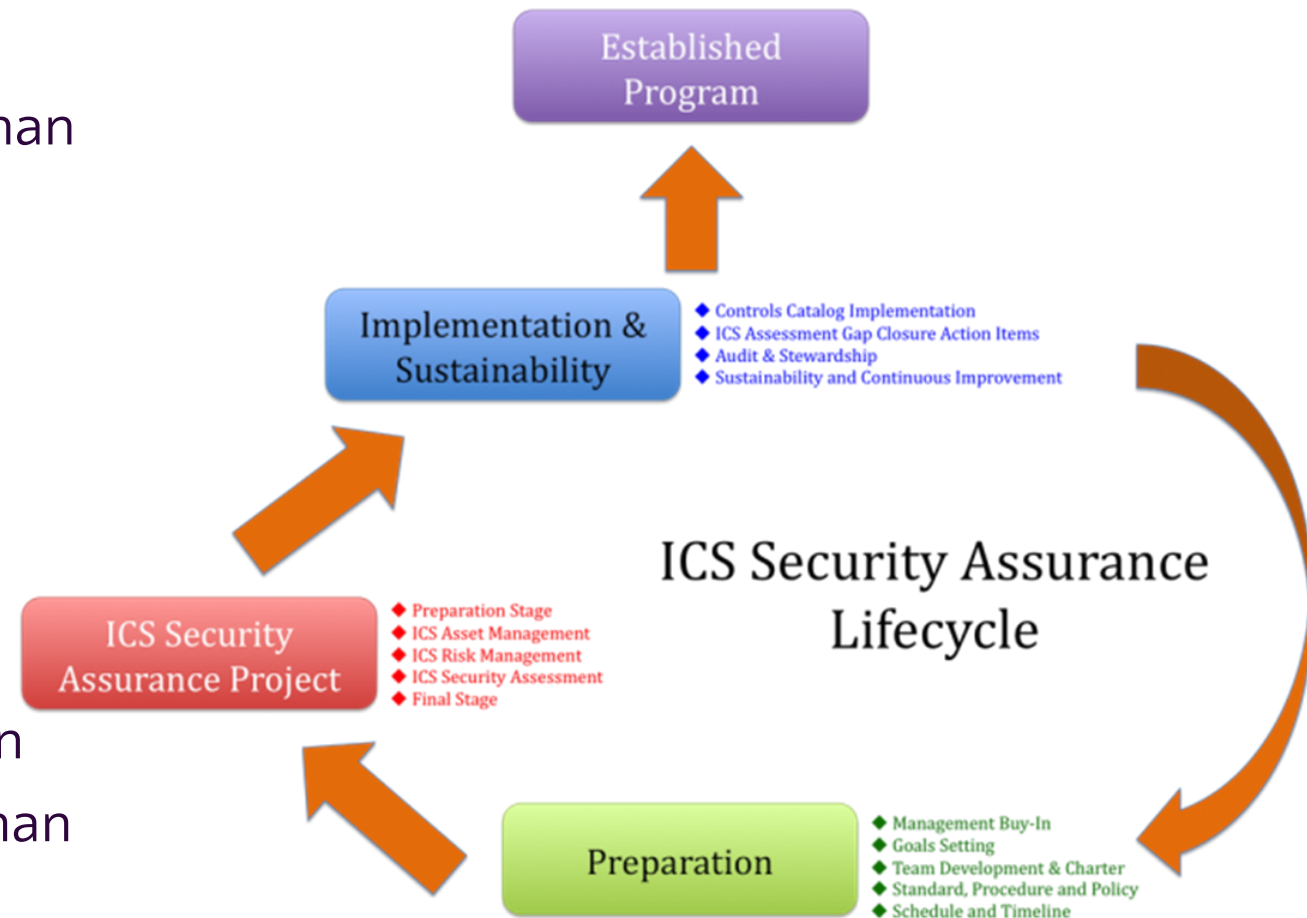 Established
Program
han
Implementation &
Sustainability
◆ Controls Catalog Implementation
◆ ICS Assessment Gap Closure Action Items
◆ Audit & Stewardship
◆ Sustainability and Continuous Improvement
ICS Security Assurance
Lifecycle
ICS Security
Assurance Project
◆ Preparation Stage
◆ ICS Asset Management
◆ ICS Risk Management
◆ ICS Security Assessment
◆ Final Stage
n
han
Preparation
◆ Management Buy-In
◆ Goals Setting
◆ Team Development & Charter
◆ Standard, Procedure and Policy
◆ Schedule and Timeline